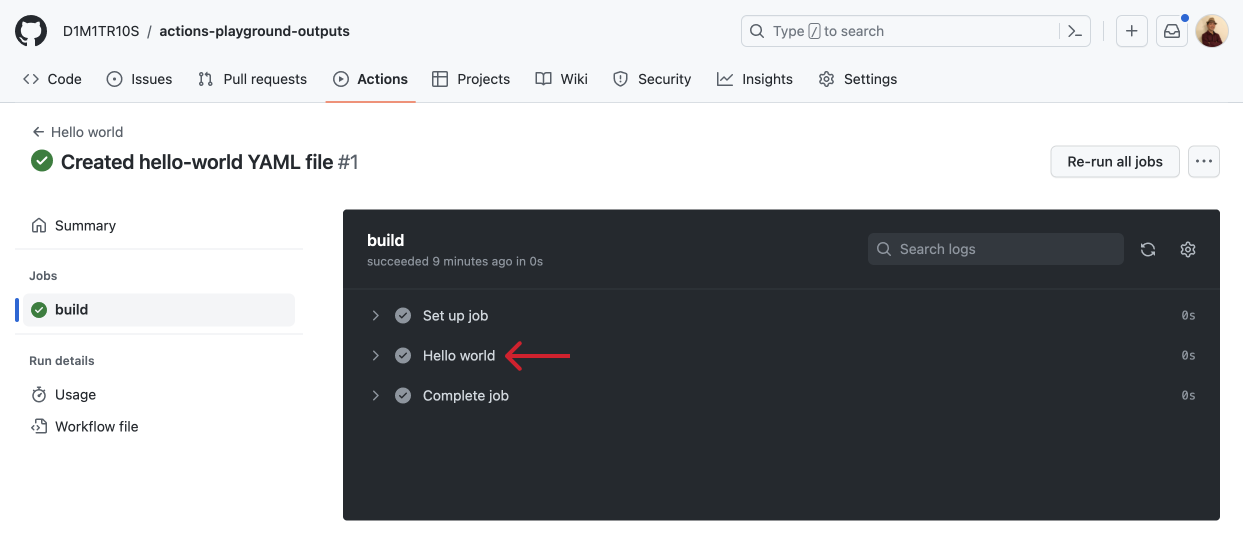 D1M1TR10S / actions-playground-outputs
Type / to search
Code Issues Pull requests Actions Projects Wiki Security Insights Settings
← Hello world
Created hello-world YAML file #1
Re-run all jobs
Summary
Jobs
build
Run details
Usage
Workflow file
build
succeeded 9 minutes ago in 0s
Search logs
Set up job 0s
Hello world 0s
Complete job 0s